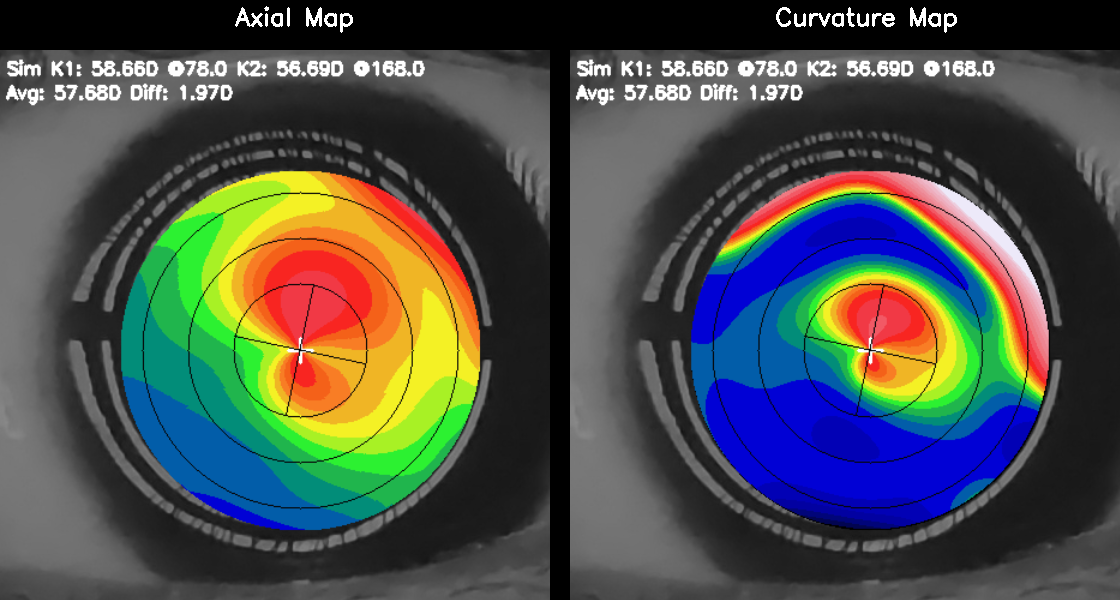 Axial Map
Curvature Map
Sim K1: 58.66D @78.0 K2: 56.69D @168.0
Avg: 57.68D Diff: 1.97D
Sim K1: 58.66D @78.0 K2: 56.69D @168.0
Avg: 57.68D Diff: 1.97D